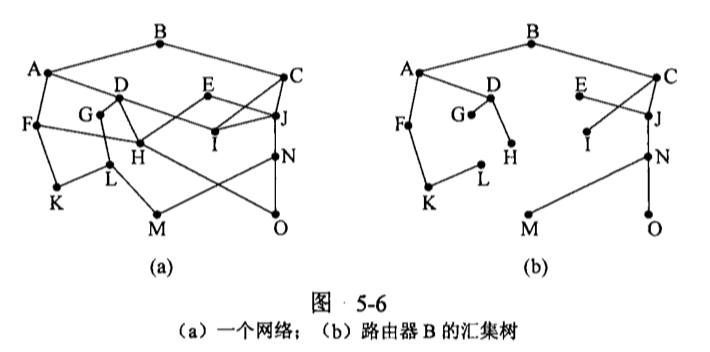 B B
A D E C A D E C
G J G J
F H I N F H I N
L L
K M O K M O
(a) (b)
图 5-6
(a) 一个网络; (b) 路由器 B 的汇集树